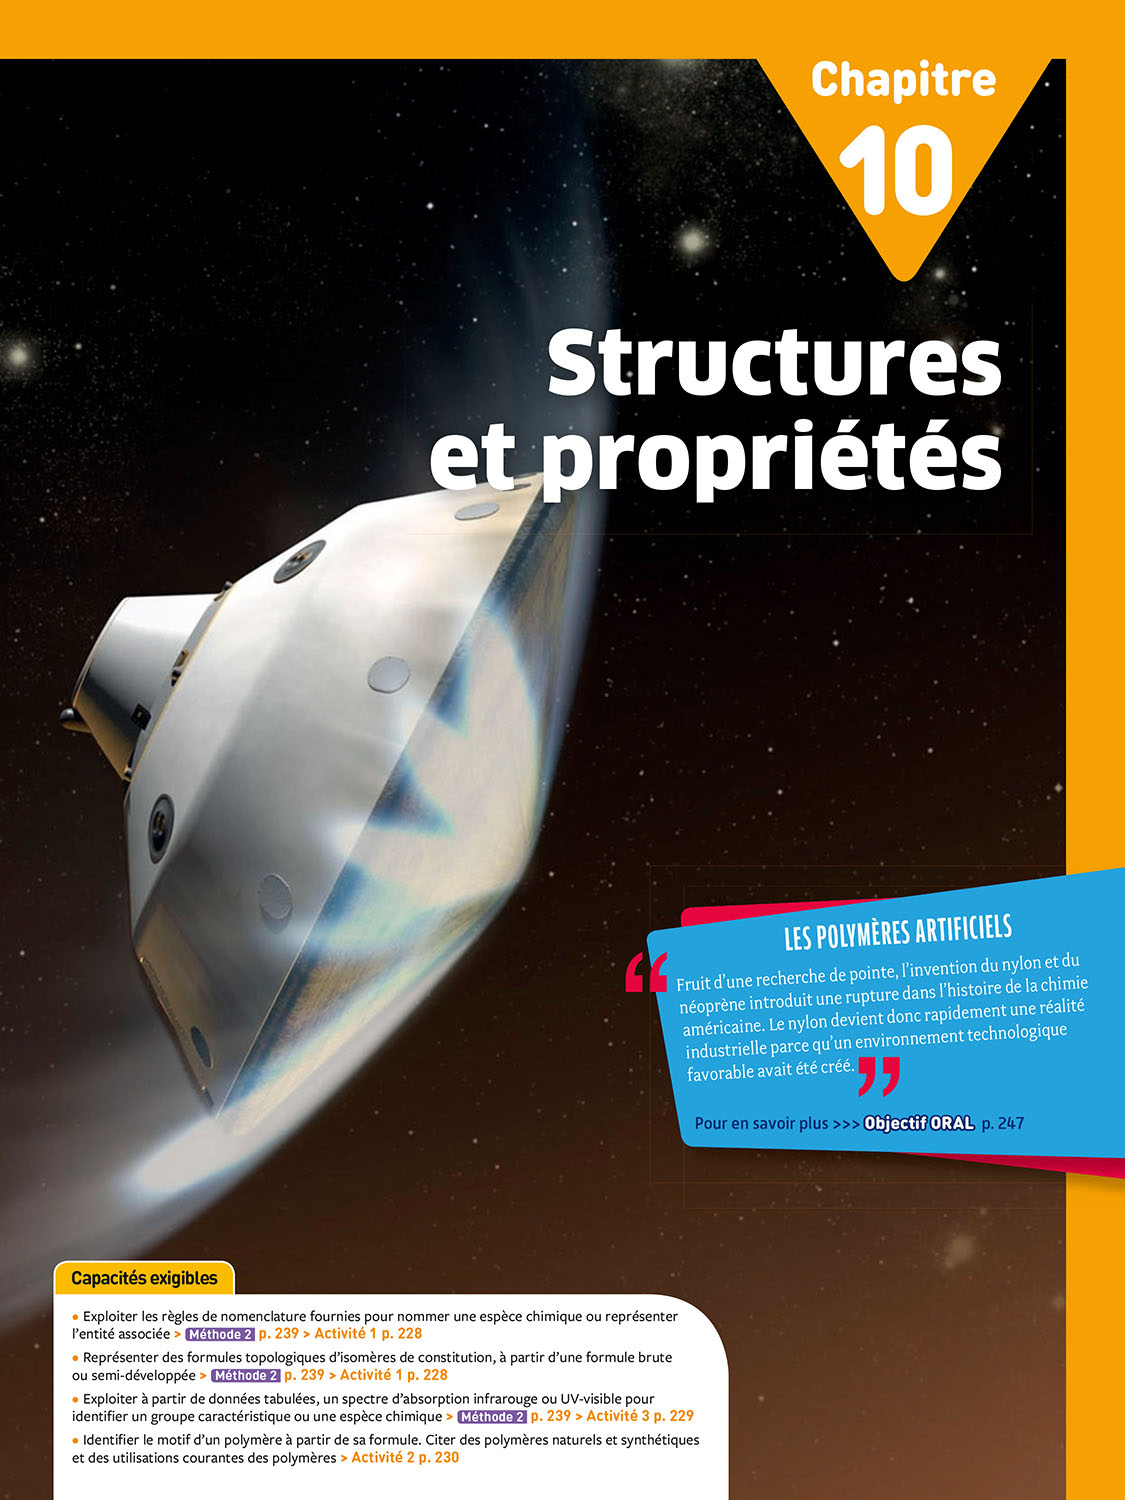 Chapitre
10
Structures
et propriétés
LES POLYMÈRES ARTIFICIELS
“ Fruit d’une recherche de pointe, l’invention du nylon et du
néoprène introduit une rupture dans l’histoire de la chimie
américaine. Le nylon devient donc rapidement une réalité
industrielle parce qu’un environnement technologique
favorable avait été créé. ”
Pour en savoir plus >>> Objectif ORAL p. 247
Capacités exigibles
• Exploiter les règles de nomenclature fournies pour nommer une espèce chimique ou représenter
l’entité associée > Méthode 2 p. 239 > Activité 1 p. 228
• Représenter des formules topologiques d’isomères de constitution, à partir d’une formule brute
ou semi-développée > Méthode 2 p. 239 > Activité 1 p. 228
• Exploiter à partir de données tabulées, un spectre d’absorption infrarouge ou UV-visible pour
identifier un groupe caractéristique ou une espèce chimique > Méthode 2 p. 239 > Activité 3 p. 229
• Identifier le motif d’un polymère à partir de sa formule. Citer des polymères naturels et synthétiques
et des utilisations courantes des polymères > Activité 2 p. 230